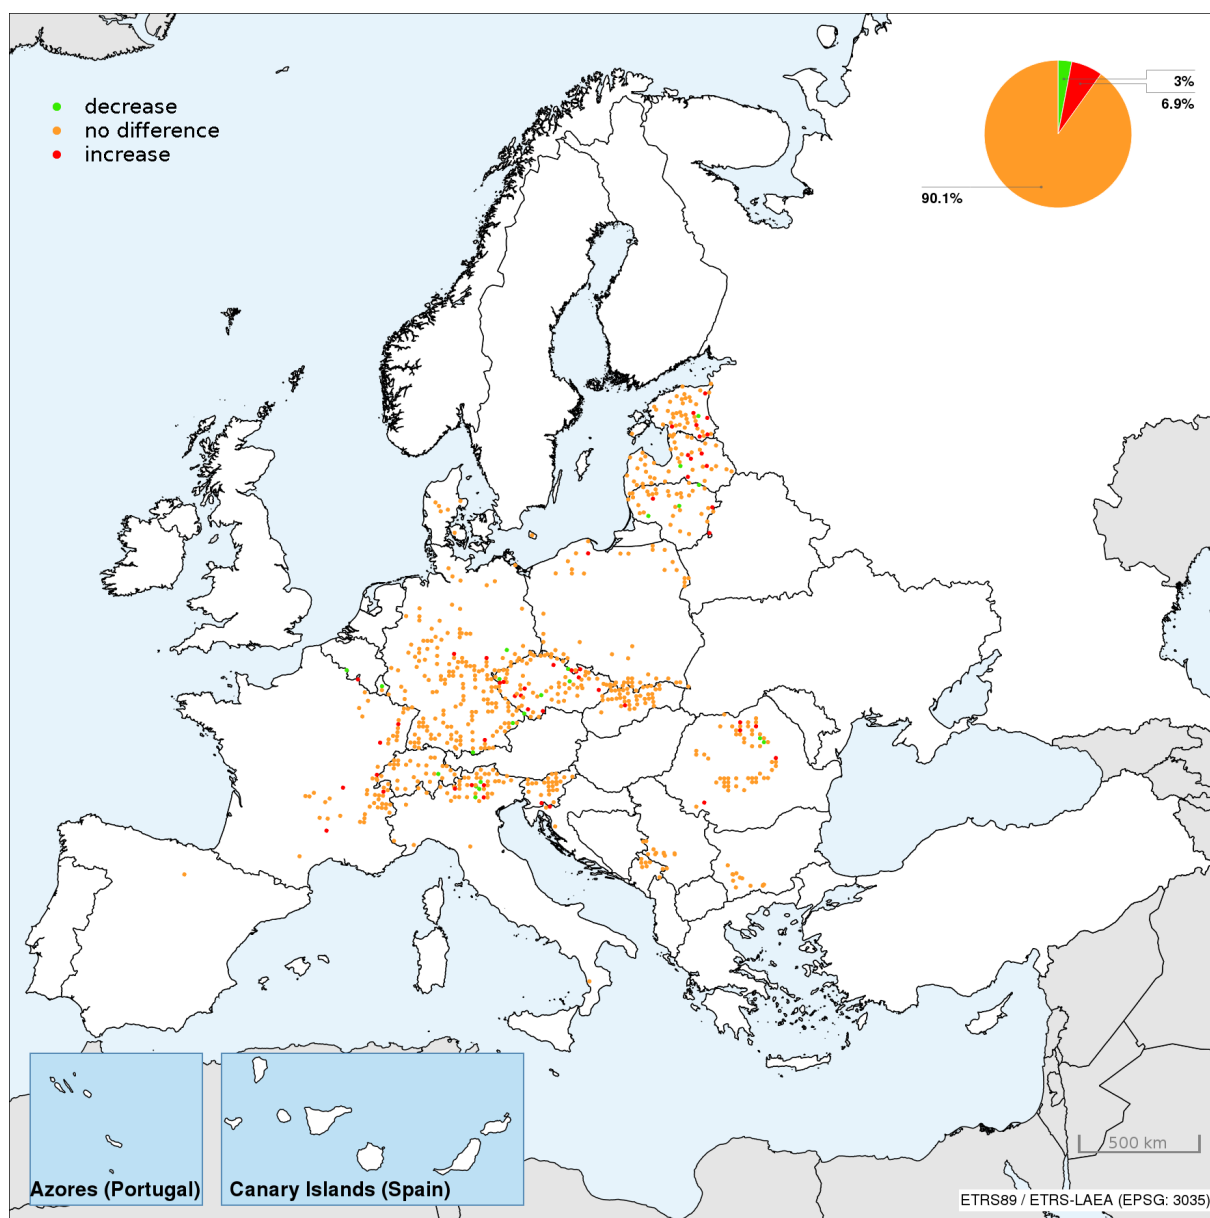 decrease
no difference
increase
3%
6.9%
90.1%
Azores (Portugal)
Canary Islands (Spain)
500 km
ETRS89 / ETRS-LAEA (EPSG: 3035)